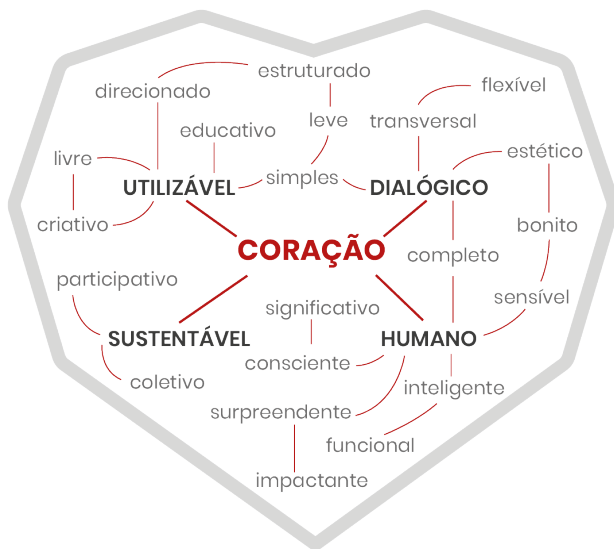 estruturado
flexível
direcionado
leve
transversal
educativo
estético
livre
simples
UTILIZÁVEL
DIALÓGICO
criativo
bonito
CORAÇÃO
completo
participativo
sensível
significativo
SUSTENTÁVEL
HUMANO
consciente
coletivo
inteligente
surpreendente
funcional
impactante